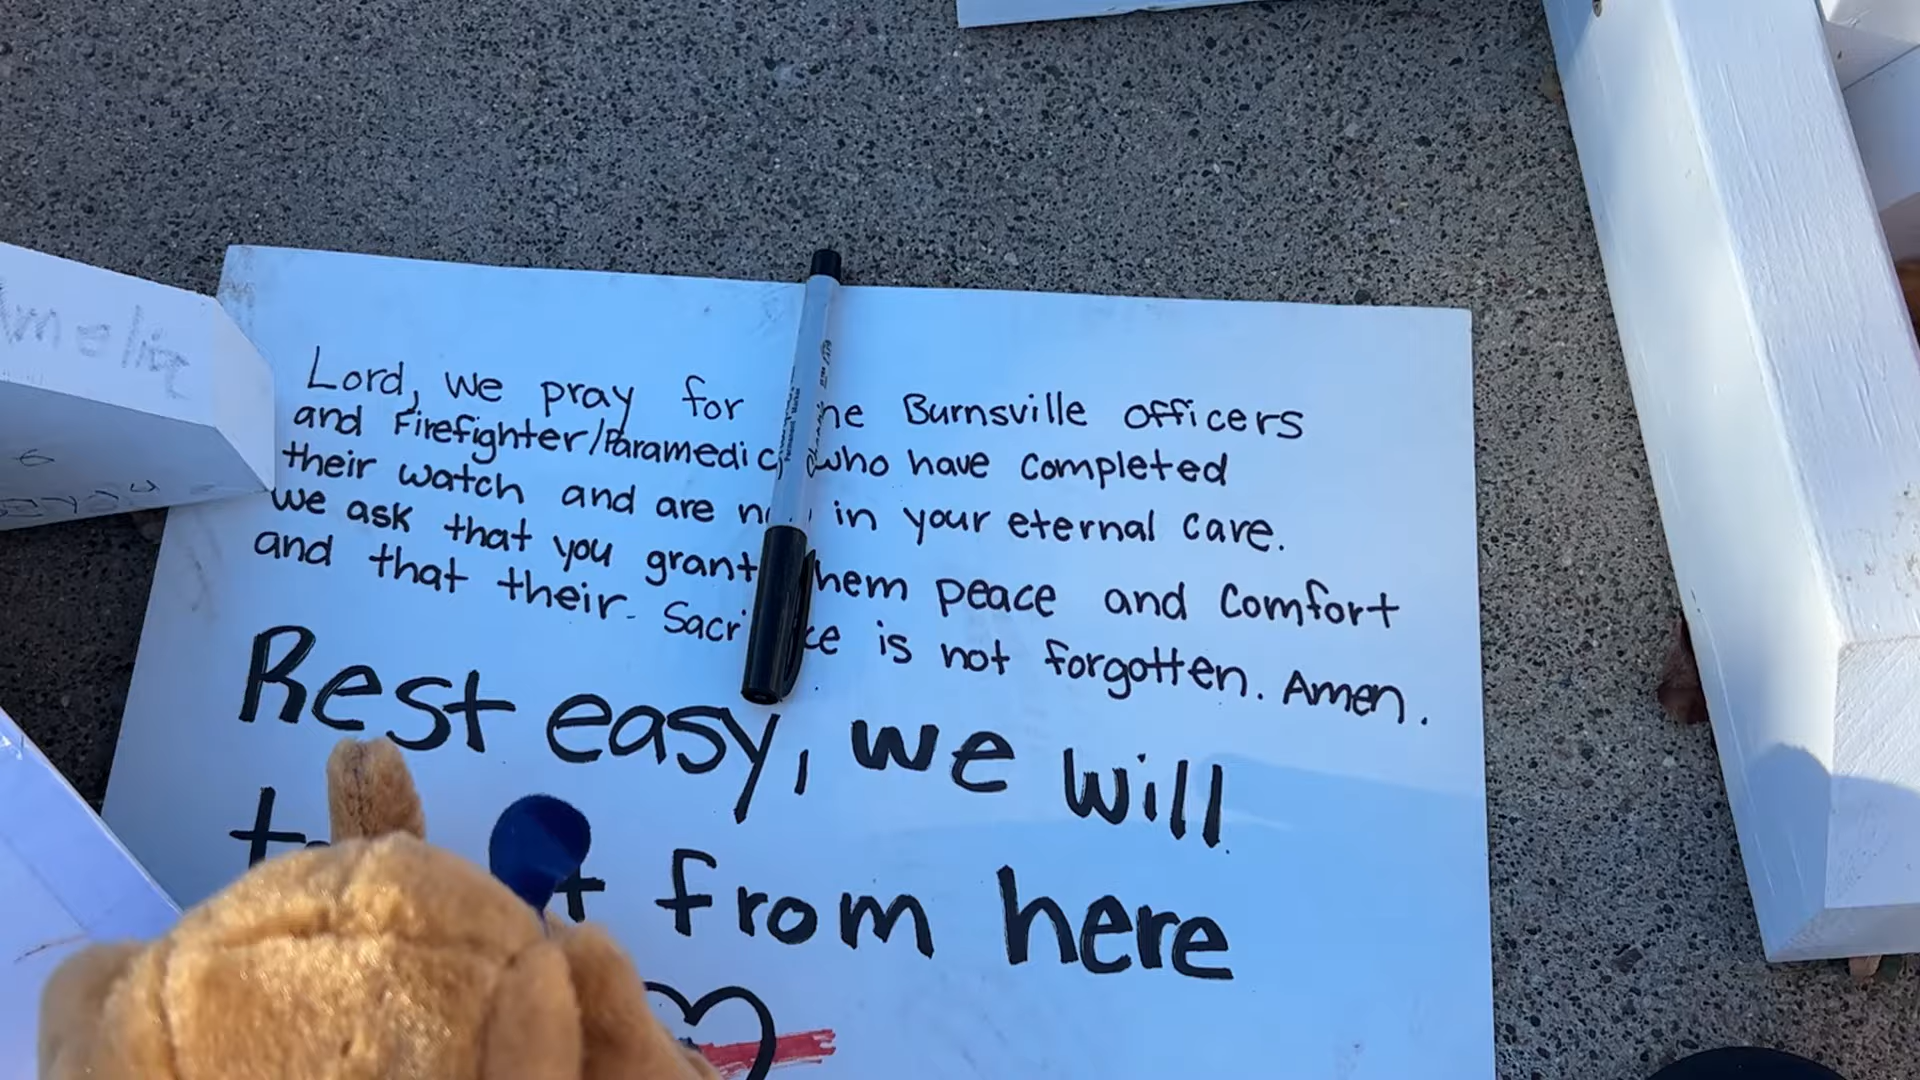 Lord, we pray for the Burnsville officers
and Firefighter/Paramedic who have completed
their watch and are now in your eternal care.
we ask that you grant them peace and comfort
and that their sacrifice is not forgotten. Amen.
Rest easy, we will
from here
Amelia